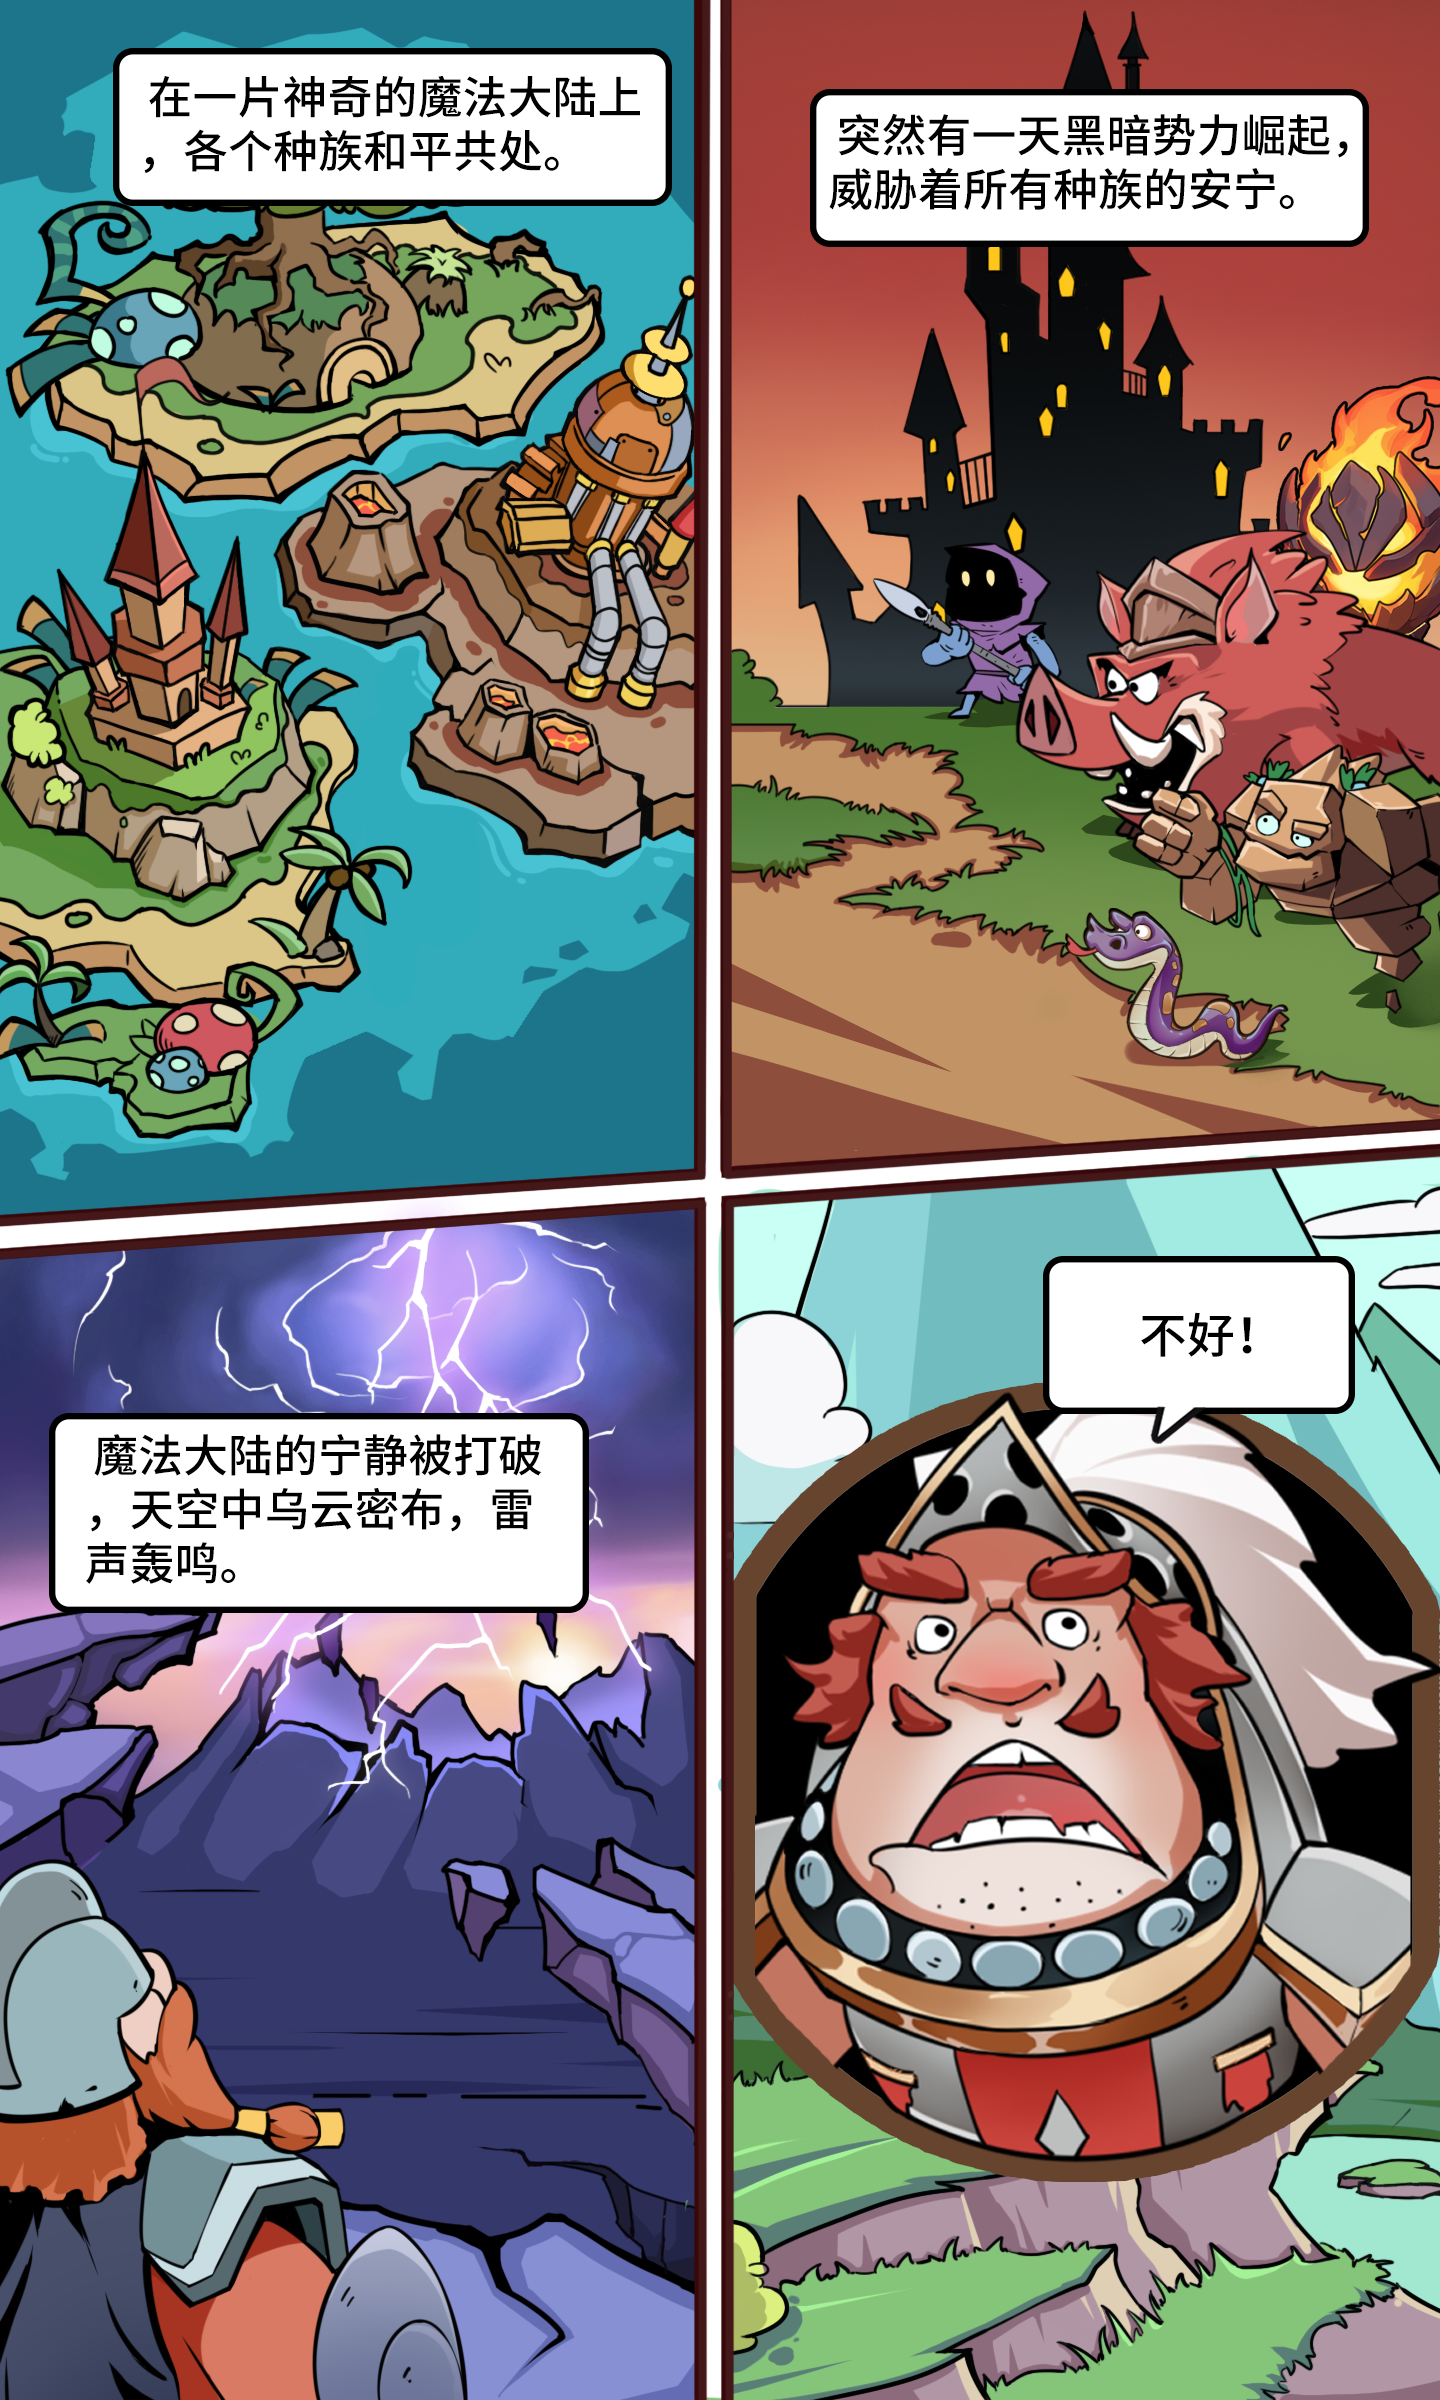 在一片神奇的魔法大陆上
，各个种族和平共处。
突然有一天黑暗势力崛起，
威胁着所有种族的安宁。
魔法大陆的宁静被打破
，天空中乌云密布，雷
声轰鸣。
不好！